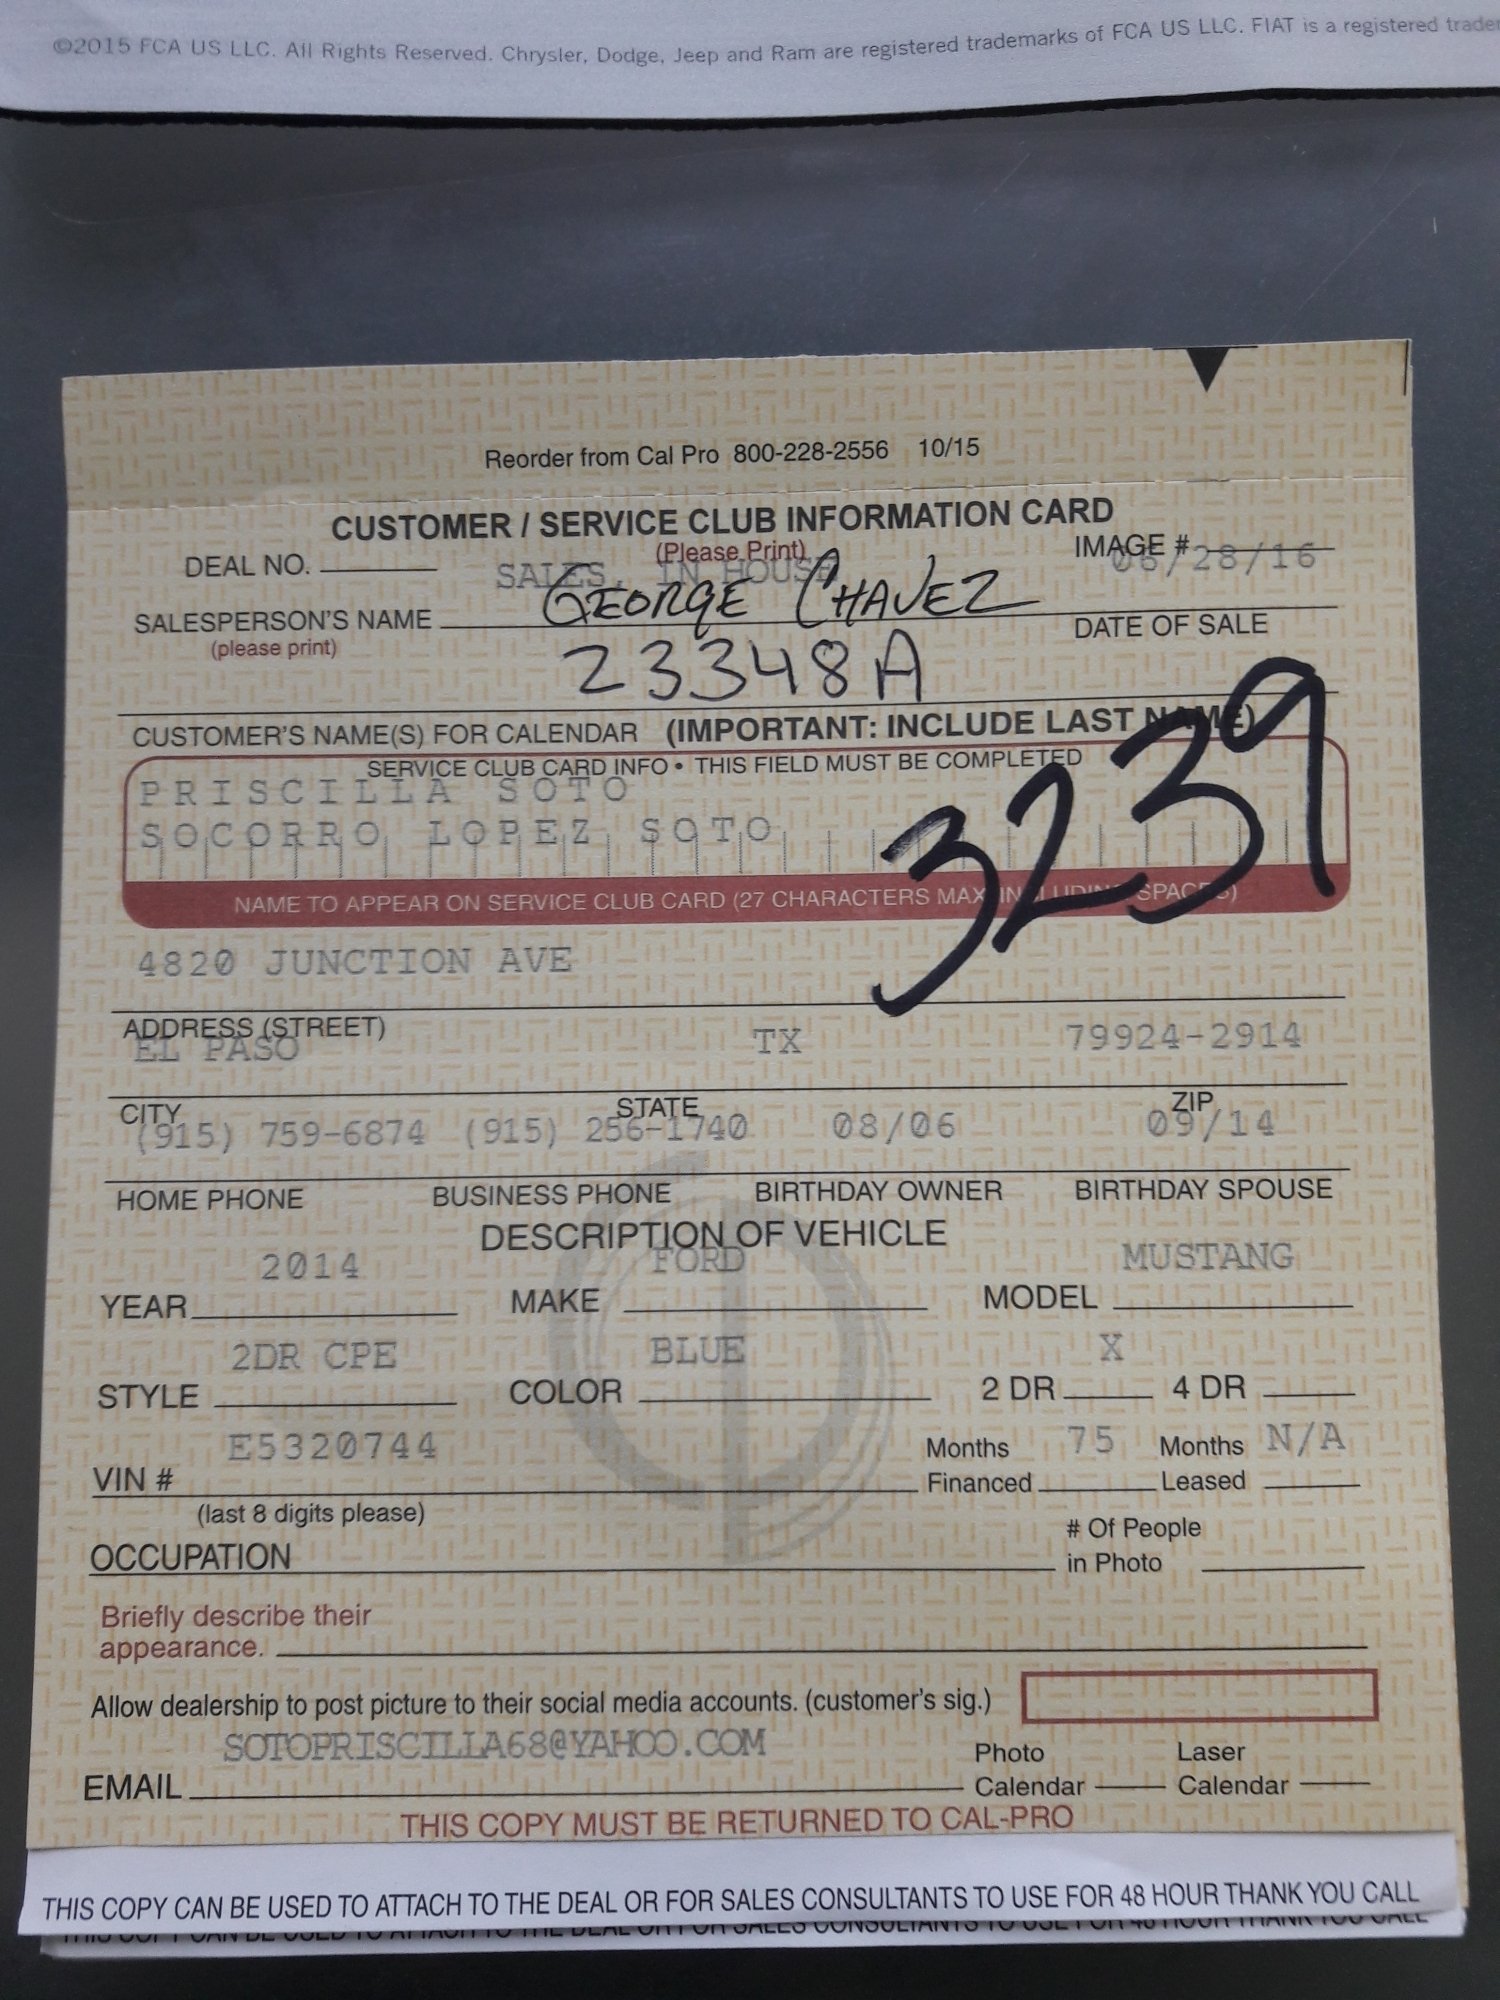 ©2015 FCA US LLC. All Rights Reserved. Chrysler, Dodge, Jeep and Ram are registered trademarks of FCA US LLC. FIAT is a registered
Reorder from Cal Pro 800-228-2556 10/15
CUSTOMER / SERVICE CLUB INFORMATION CARD
(Please Print)
DEAL NO. IMAGE #
SALES, IN HOUSE 06/28/16
SALESPERSON'S NAME GEORGE CHAVEZ
(please print) DATE OF SALE
23348A
CUSTOMER'S NAME(S) FOR CALENDAR (IMPORTANT: INCLUDE LAST NAME)
3239
SERVICE CLUB CARD INFO • THIS FIELD MUST BE COMPLETED
PRISCILLA SOTO
SOCORRO LOPEZ SOTO
NAME TO APPEAR ON SERVICE CLUB CARD (27 CHARACTERS MAX INCLUDING SPACES)
4820 JUNCTION AVE
ADDRESS (STREET)
EL PASO TX 79924-2914
CITY STATE ZIP
(915) 759-6874 (915) 256-1740 08/06 09/14
HOME PHONE BUSINESS PHONE BIRTHDAY OWNER BIRTHDAY SPOUSE
DESCRIPTION OF VEHICLE
2014 FORD MUSTANG
YEAR MAKE MODEL
2DR CPE BLUE X
STYLE COLOR 2 DR 4 DR
E5320744 Months 75 Months N/A
VIN # Financed Leased
(last 8 digits please)
# Of People
OCCUPATION in Photo
Briefly describe their
appearance.
Allow dealership to post picture to their social media accounts. (customer's sig.)
SOTOPRISCILLA68@YAHOO.COM
Photo Laser
EMAIL Calendar Calendar
THIS COPY MUST BE RETURNED TO CAL-PRO
THIS COPY CAN BE USED TO ATTACH TO THE DEAL OR FOR SALES CONSULTANTS TO USE FOR 48 HOUR THANK YOU CALL